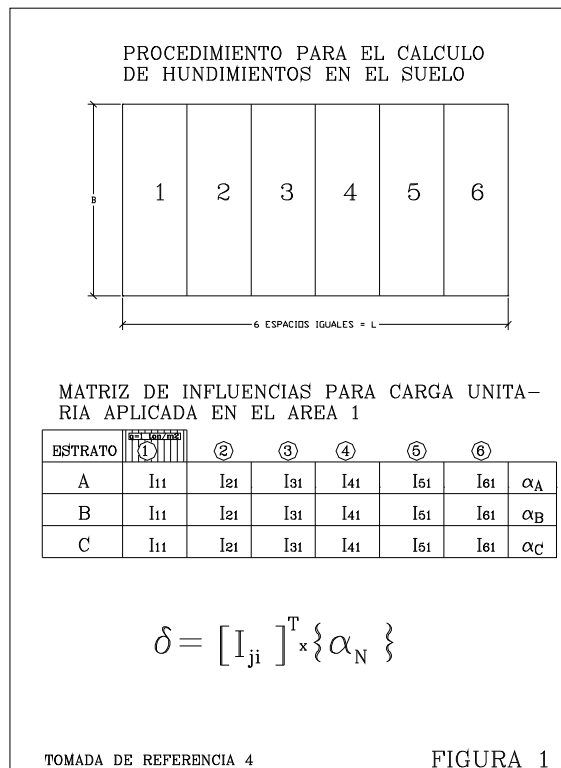 PROCEDIMIENTO PARA EL CALCULO
DE HUNDIMIENTOS EN EL SUELO
B
1 2 3 4 5 6
6 ESPACIOS IGUALES = L
MATRIZ DE INFLUENCIAS PARA CARGA UNITA-
RIA APLICADA EN EL AREA 1
q=1 ton/m2
ESTRATO 1 2 3 4 5 6
A I11 I21 I31 I41 I51 I61 αA
B I11 I21 I31 I41 I51 I61 αB
C I11 I21 I31 I41 I51 I61 αC
δ = [Iji]T x {αN}
TOMADA DE REFERENCIA 4 FIGURA 1